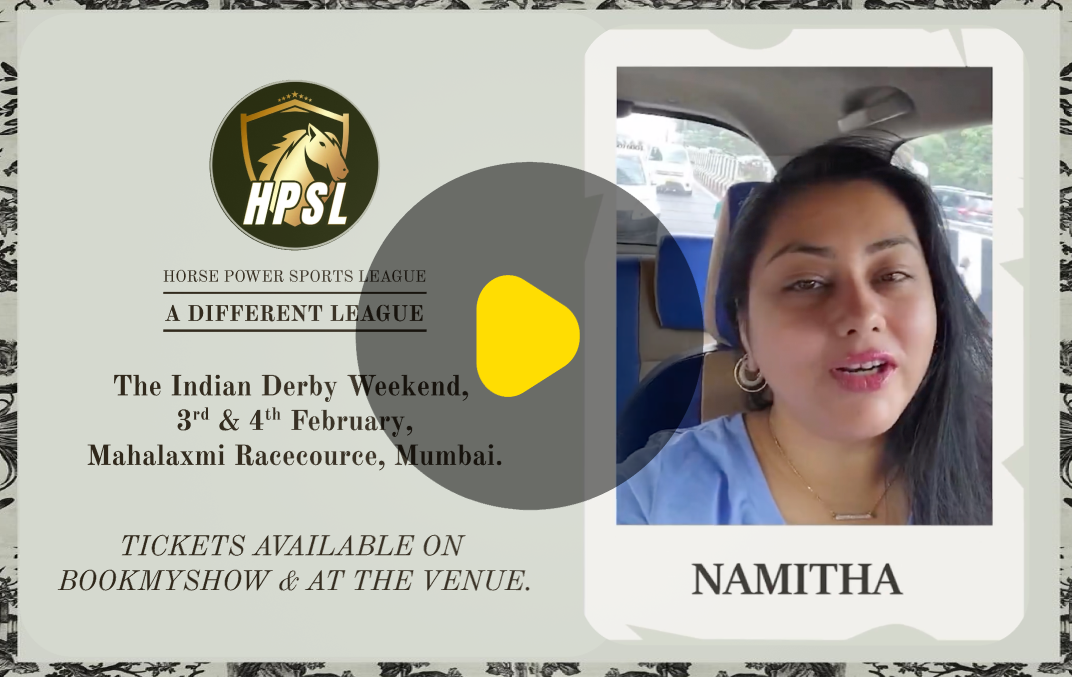 HPSL
HORSE POWER SPORTS LEAGUE
A DIFFERENT LEAGUE
The Indian Derby Weekend,
3rd & 4th February,
Mahalaxmi Racecource, Mumbai.
TICKETS AVAILABLE ON
BOOKMYSHOW & AT THE VENUE.
NAMITHA